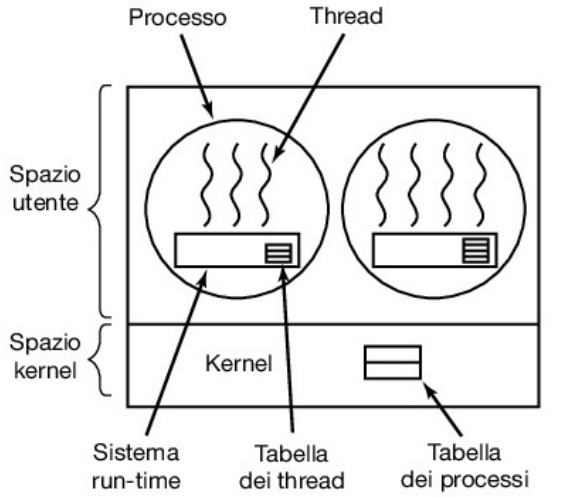 Processo
Thread
Spazio
utente
Spazio
kernel
Kernel
Sistema
run-time
Tabella
dei thread
Tabella
dei processi